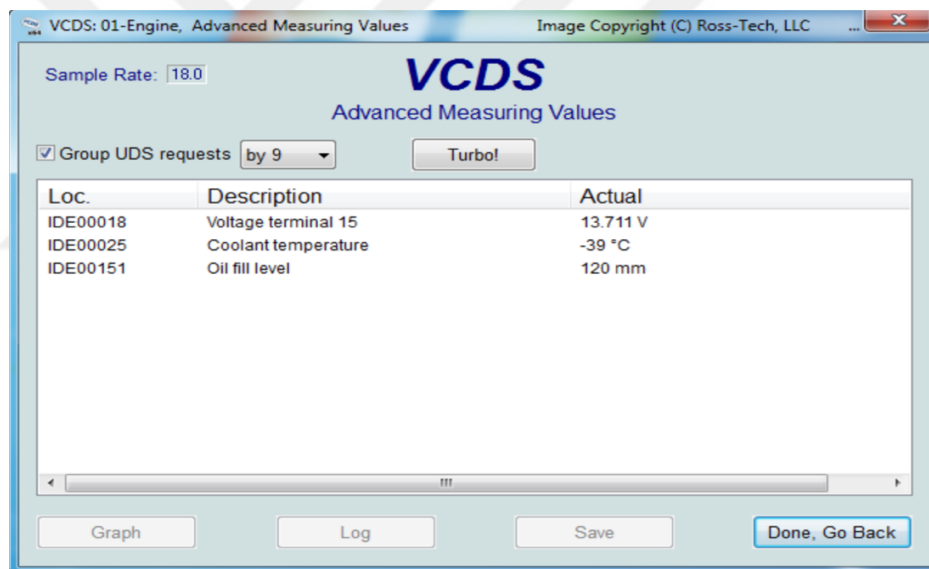 VCDS: 01-Engine, Advanced Measuring Values Image Copyright (C) Ross-Tech, LLC ...
Sample Rate: 18.0
VCDS
Advanced Measuring Values
Group UDS requests by 9 Turbo!
Loc. Description Actual
IDE00018 Voltage terminal 15 13.711 V
IDE00025 Coolant temperature -39 °C
IDE00151 Oil fill level 120 mm
Graph Log Save Done, Go Back